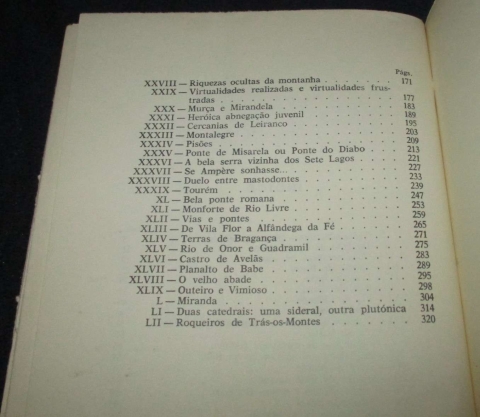 Págs.
XXVIII — Riquezas ocultas da montanha . . . . . . . 171
XXIX — Virtualidades realizadas e virtualidades frus-
tradas . . . . . . . . . . . . . 177
XXX — Murça e Mirandela . . . . . . . . . 183
XXXI — Heróica abnegação juvenil . . . . . . . 189
XXXII — Cercanias de Leiranco . . . . . . . . 195
XXXIII — Montalegre . . . . . . . . . . . 203
XXXIV — Pisões . . . . . . . . . . . . . 209
XXXV — Ponte de Misarela ou Ponte do Diabo . . . 213
XXXVI — A bela serra vizinha dos Sete Lagos . . . . 221
XXXVII — Se Ampère sonhasse... . . . . . . . . 227
XXXVIII — Duelo entre mastodontes . . . . . . . 233
XXXIX — Tourém . . . . . . . . . . . . 239
XL — Bela ponte romana . . . . . . . . . 247
XLI — Monforte de Rio Livre . . . . . . . . 253
XLII — Vias e pontes . . . . . . . . . . 259
XLIII — De Vila Flor a Alfândega da Fé . . . . . 265
XLIV — Terras de Bragança . . . . . . . . . 271
XLV — Rio de Onor e Guadramil . . . . . . . 275
XLVI — Castro de Avelãs . . . . . . . . . 283
XLVII — Planalto de Babe . . . . . . . . . 289
XLVIII — O velho abade . . . . . . . . . . 295
XLIX — Outeiro e Vimioso . . . . . . . . . 298
L — Miranda . . . . . . . . . . . . 304
LI — Duas catedrais: uma sideral, outra plutónica 314
LII — Roqueiros de Trás-os-Montes . . . . . . 320